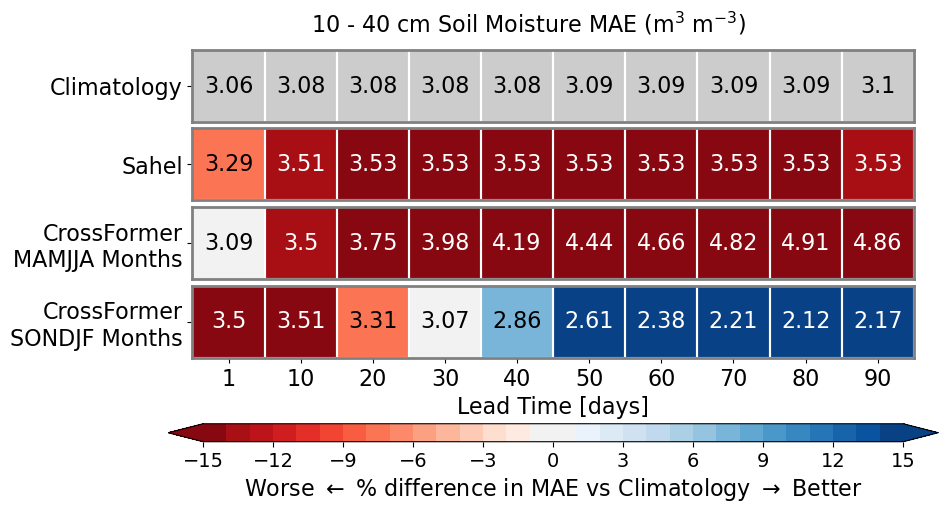 10 - 40 cm Soil Moisture MAE (m³ m⁻³)
Climatology 3.06 3.08 3.08 3.08 3.08 3.09 3.09 3.09 3.09 3.1
Sahel 3.29 3.51 3.53 3.53 3.53 3.53 3.53 3.53 3.53 3.53
CrossFormer
MAMJJA Months 3.09 3.5 3.75 3.98 4.19 4.44 4.66 4.82 4.91 4.86
CrossFormer
SONDJF Months 3.5 3.51 3.31 3.07 2.86 2.61 2.38 2.21 2.12 2.17
1 10 20 30 40 50 60 70 80 90
Lead Time [days]
−15 −12 −9 −6 −3 0 3 6 9 12 15
Worse ← % difference in MAE vs Climatology → Better